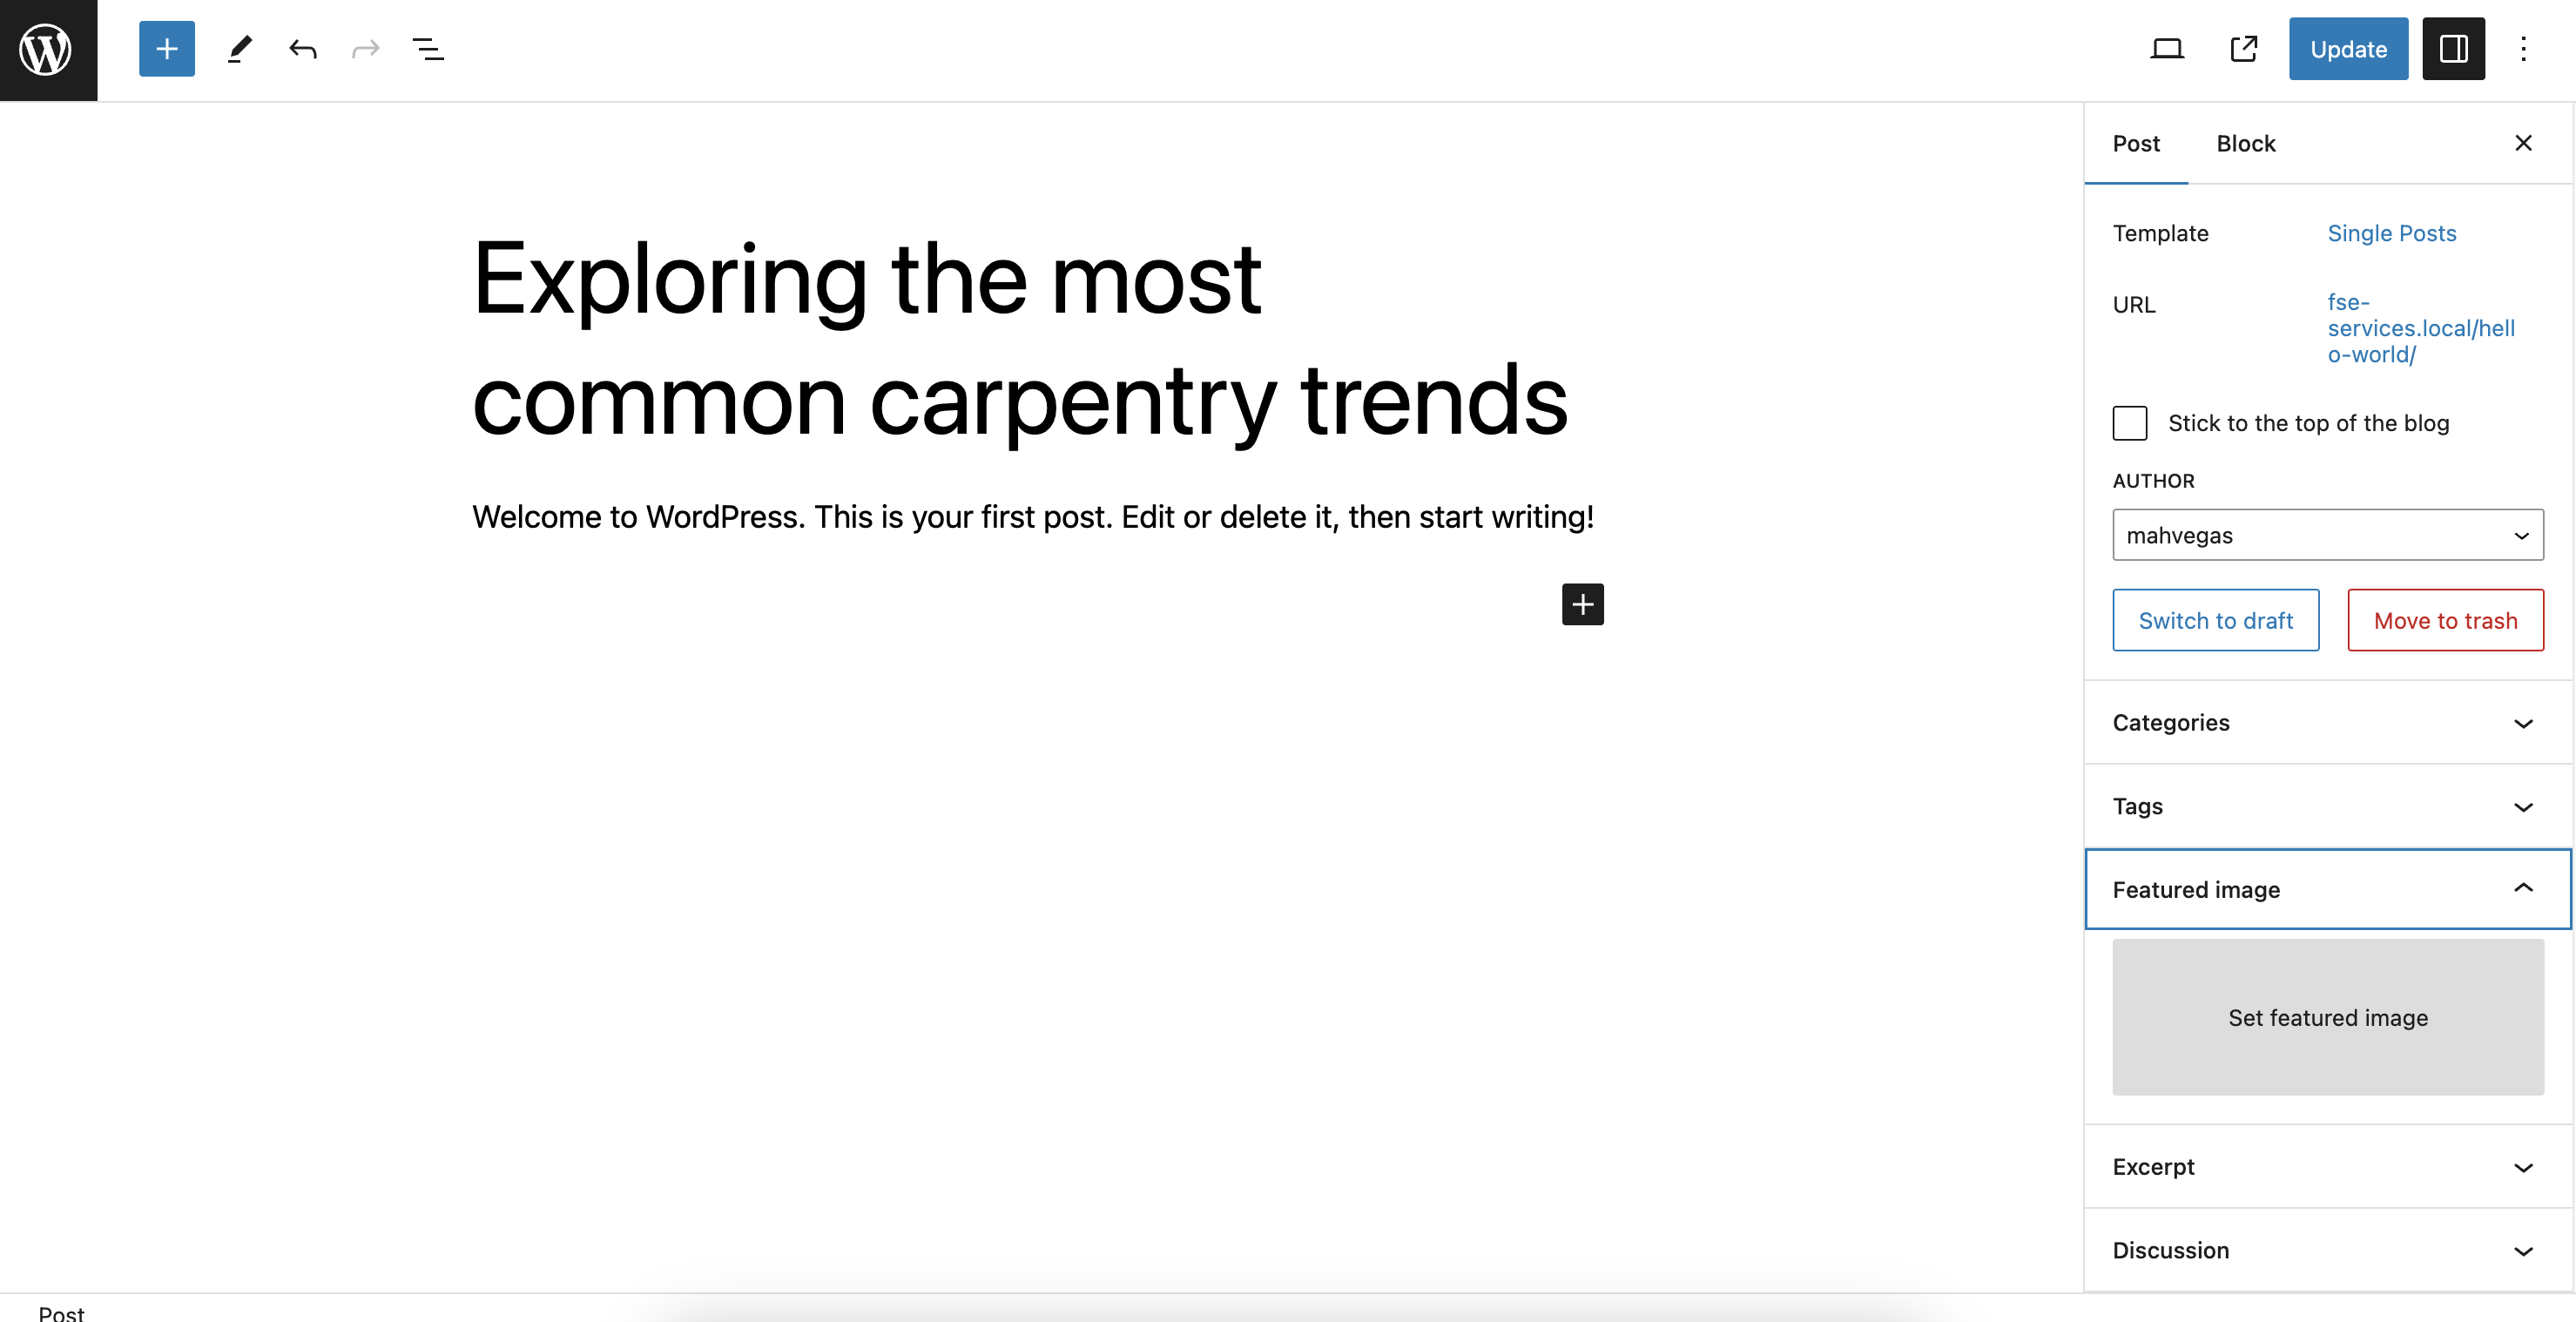 Update
Post Block
Template Single Posts
URL fse-
services.local/hell
o-world/
Stick to the top of the blog
AUTHOR
mahvegas
Switch to draft Move to trash
Categories
Tags
Featured image
Set featured image
Excerpt
Discussion
Exploring the most
common carpentry trends
Welcome to WordPress. This is your first post. Edit or delete it, then start writing!
Post